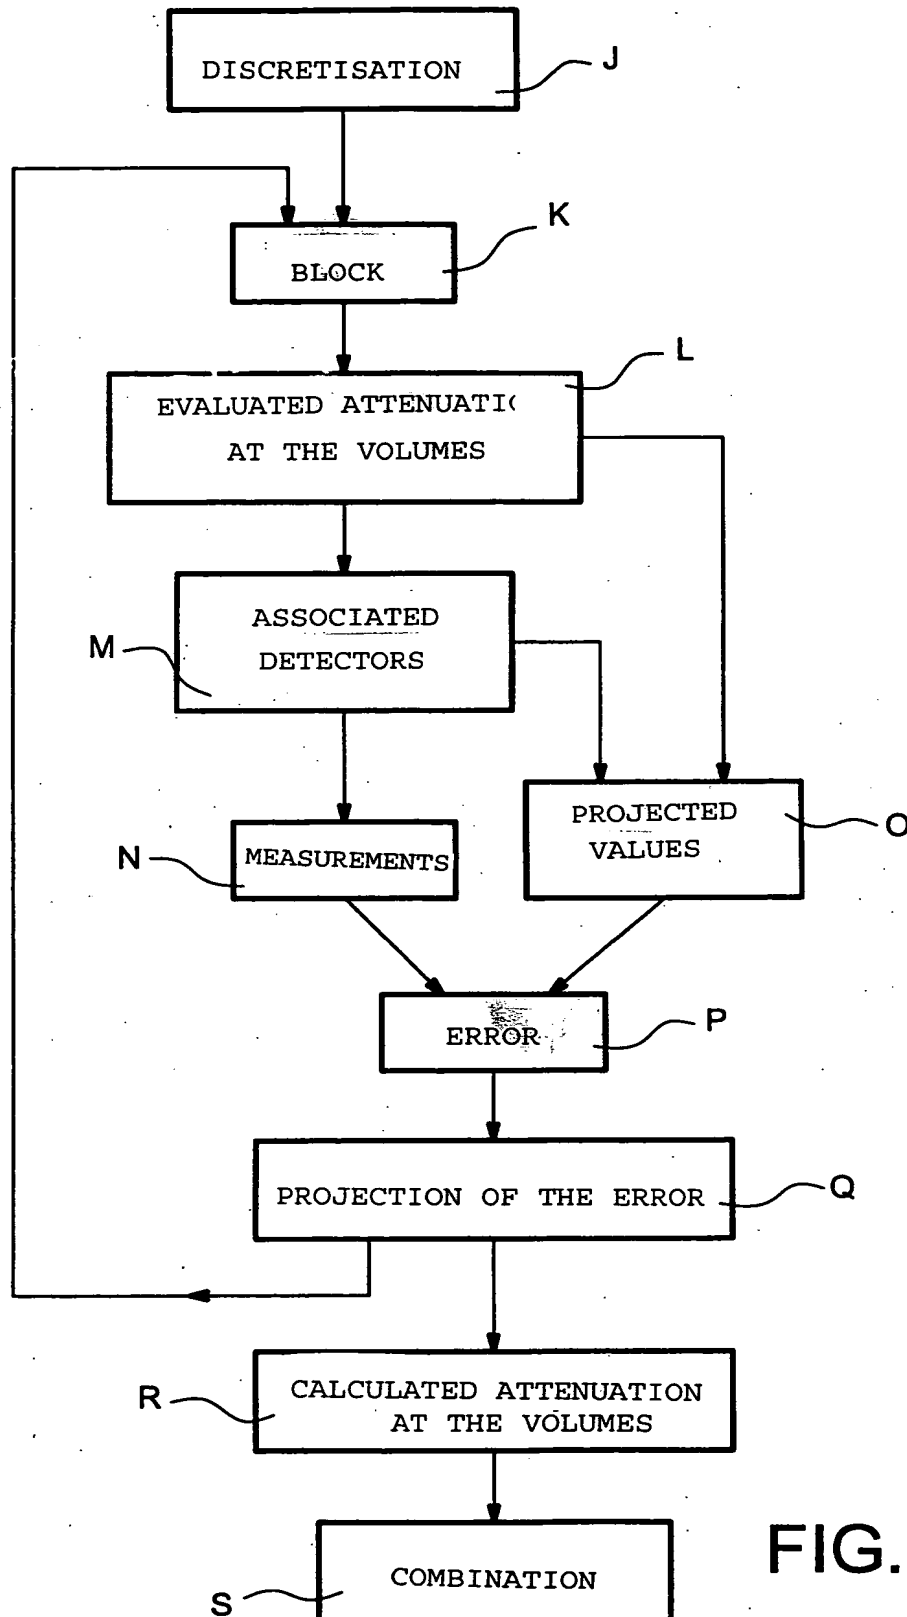 DISCRETISATION
J
K
BLOCK
L
EVALUATED ATTENUATI(
AT THE VOLUMES
ASSOCIATED
DETECTORS
M
PROJECTED
VALUES
O
N
MEASUREMENTS
P
ERROR
Q
PROJECTION OF THE ERROR
R
CALCULATED ATTENUATION
AT THE VOLUMES
FIG.
COMBINATION
S